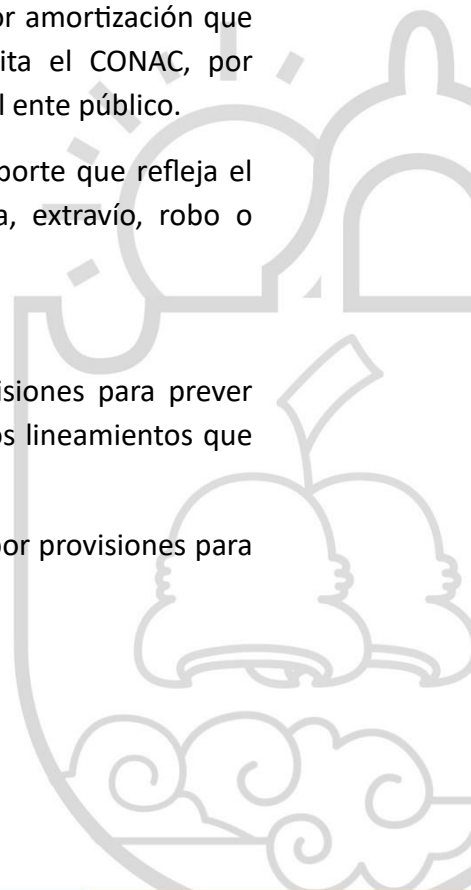 or amortización que
ita el CONAC, por
l ente público.
porte que refleja el
a, extravío, robo o
isiones para prever
os lineamientos que
por provisiones para